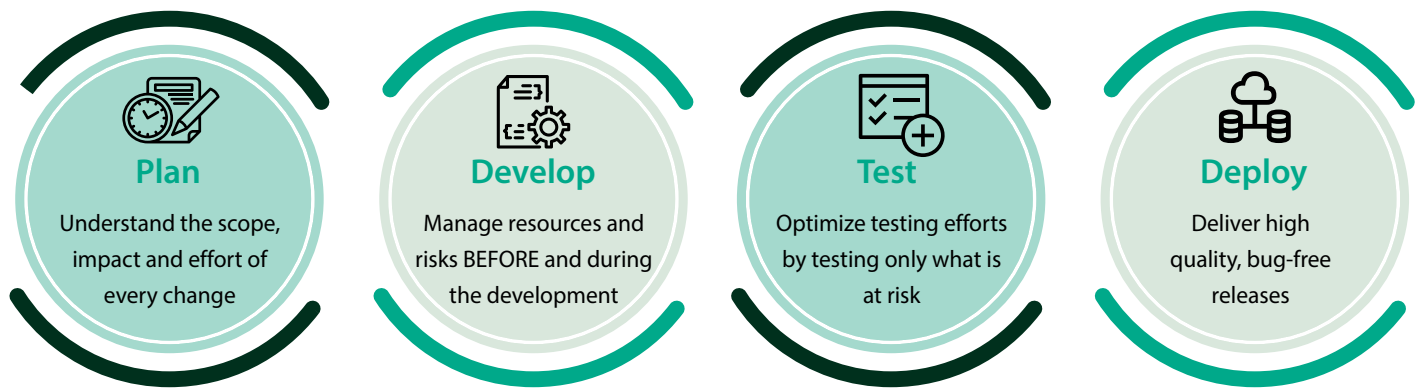 Plan
Understand the scope,
impact and effort of
every change
Develop
Manage resources and
risks BEFORE and during
the development
Test
Optimize testing efforts
by testing only what is
at risk
Deploy
Deliver high
quality, bug-free
releases